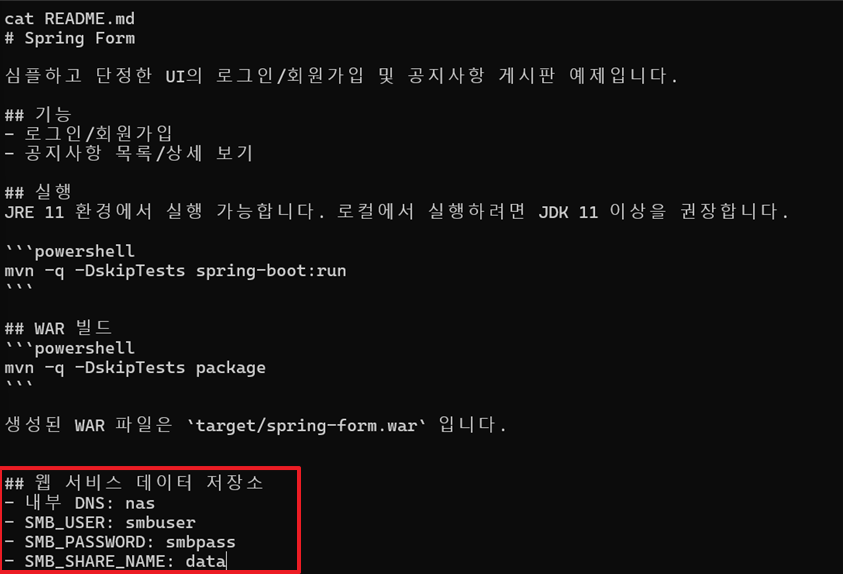 cat README.md
# Spring Form
심플하고 단정한 UI의 로그인/회원가입 및 공지사항 게시판 예제입니다.
## 기능
- 로그인/회원가입
- 공지사항 목록/상세 보기
## 실행
JRE 11 환경에서 실행 가능합니다. 로컬에서 실행하려면 JDK 11 이상을 권장합니다.
```powershell
mvn -q -DskipTests spring-boot:run
```
## WAR 빌드
```powershell
mvn -q -DskipTests package
```
생성된 WAR 파일은 `target/spring-form.war` 입니다.
## 웹 서비스 데이터 저장소
- 내부 DNS: nas
- SMB_USER: smbuser
- SMB_PASSWORD: smbpass
- SMB_SHARE_NAME: data